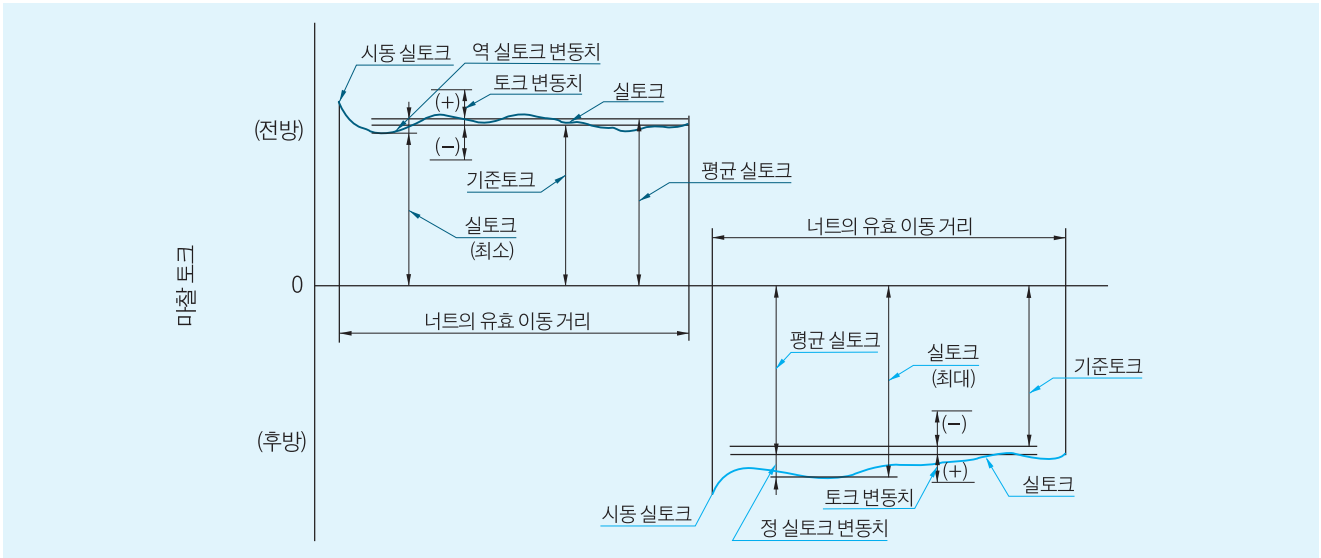 시동 실토크
역 실토크 변동치
토크 변동치
(+)
실토크
(전방)
(−)
기준토크
평균 실토크
실토크
(최소)
너트의 유효 이동 거리
마찰 토크
0
너트의 유효 이동 거리
평균 실토크
실토크
(최대)
기준토크
(−)
(후방)
(+)
실토크
토크 변동치
시동 실토크
정 실토크 변동치